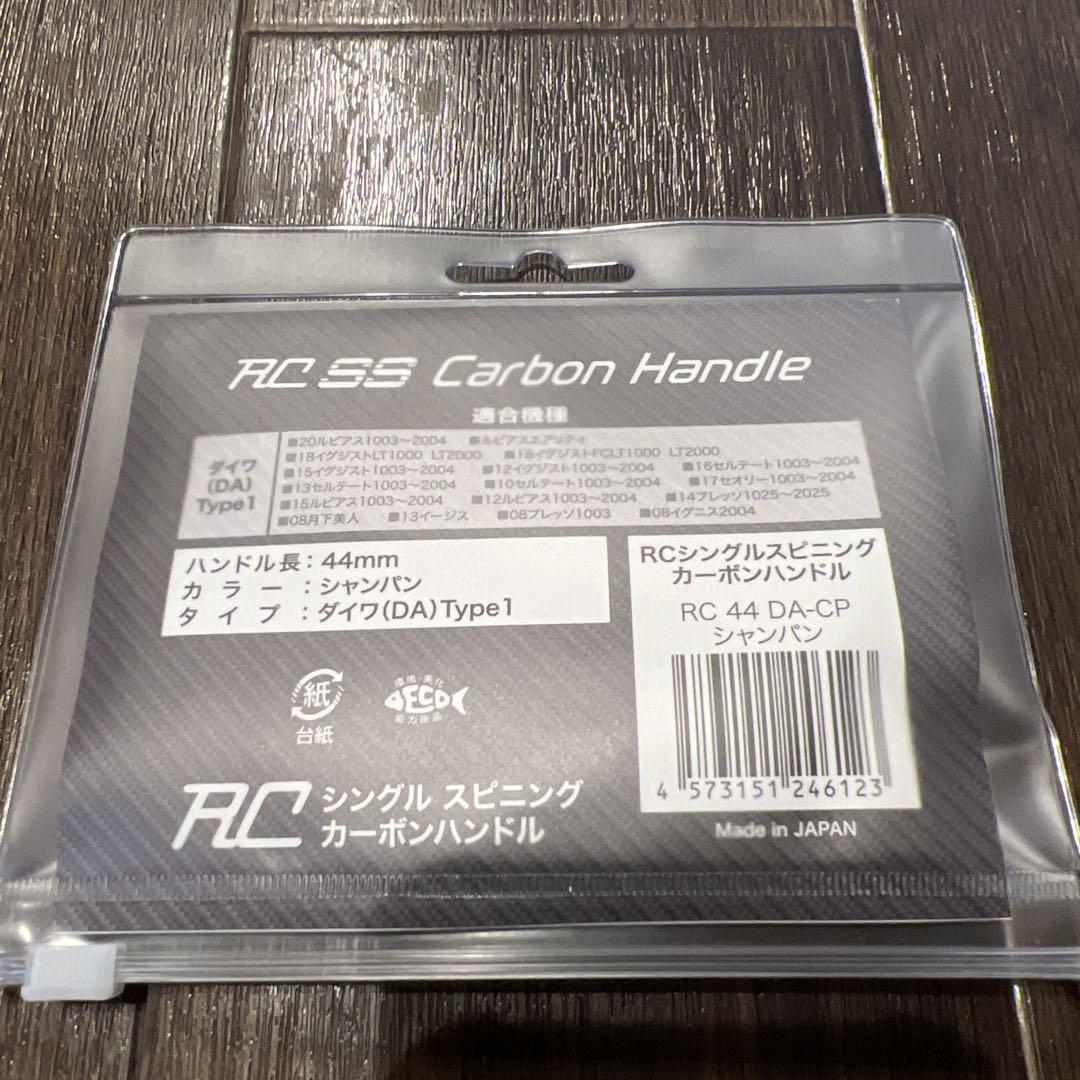 RC SS Carbon Handle
適合機種
ダイワ
(DA)
Type1
■20ルビアス1003〜2004 ■ルビアスエアリティ
■18イグジストLT1000 LT2000 ■18イグジストFCLT1000 LT2000
■15イグジスト1003〜2004 ■12イグジスト1003〜2004 ■16セルテート1003〜2004
■13セルテート1003〜2004 ■10セルテート1003〜2004 ■17セオリー1003〜2004
■15ルビアス1003〜2004 ■12ルビアス1003〜2004 ■14プレッソ1025〜2025
■08月下美人 ■13イージス ■08プレッソ1003 ■08イグニス2004
ハンドル長：44mm
カラー：シャンパン
タイプ：ダイワ(DA)Type1
RCシングルスピニング
カーボンハンドル
RC 44 DA-CP
シャンパン
4 573151 246123
Made in JAPAN
紙
台紙
環境・美化
ECO
協力商品
RC シングル スピニング
カーボンハンドル